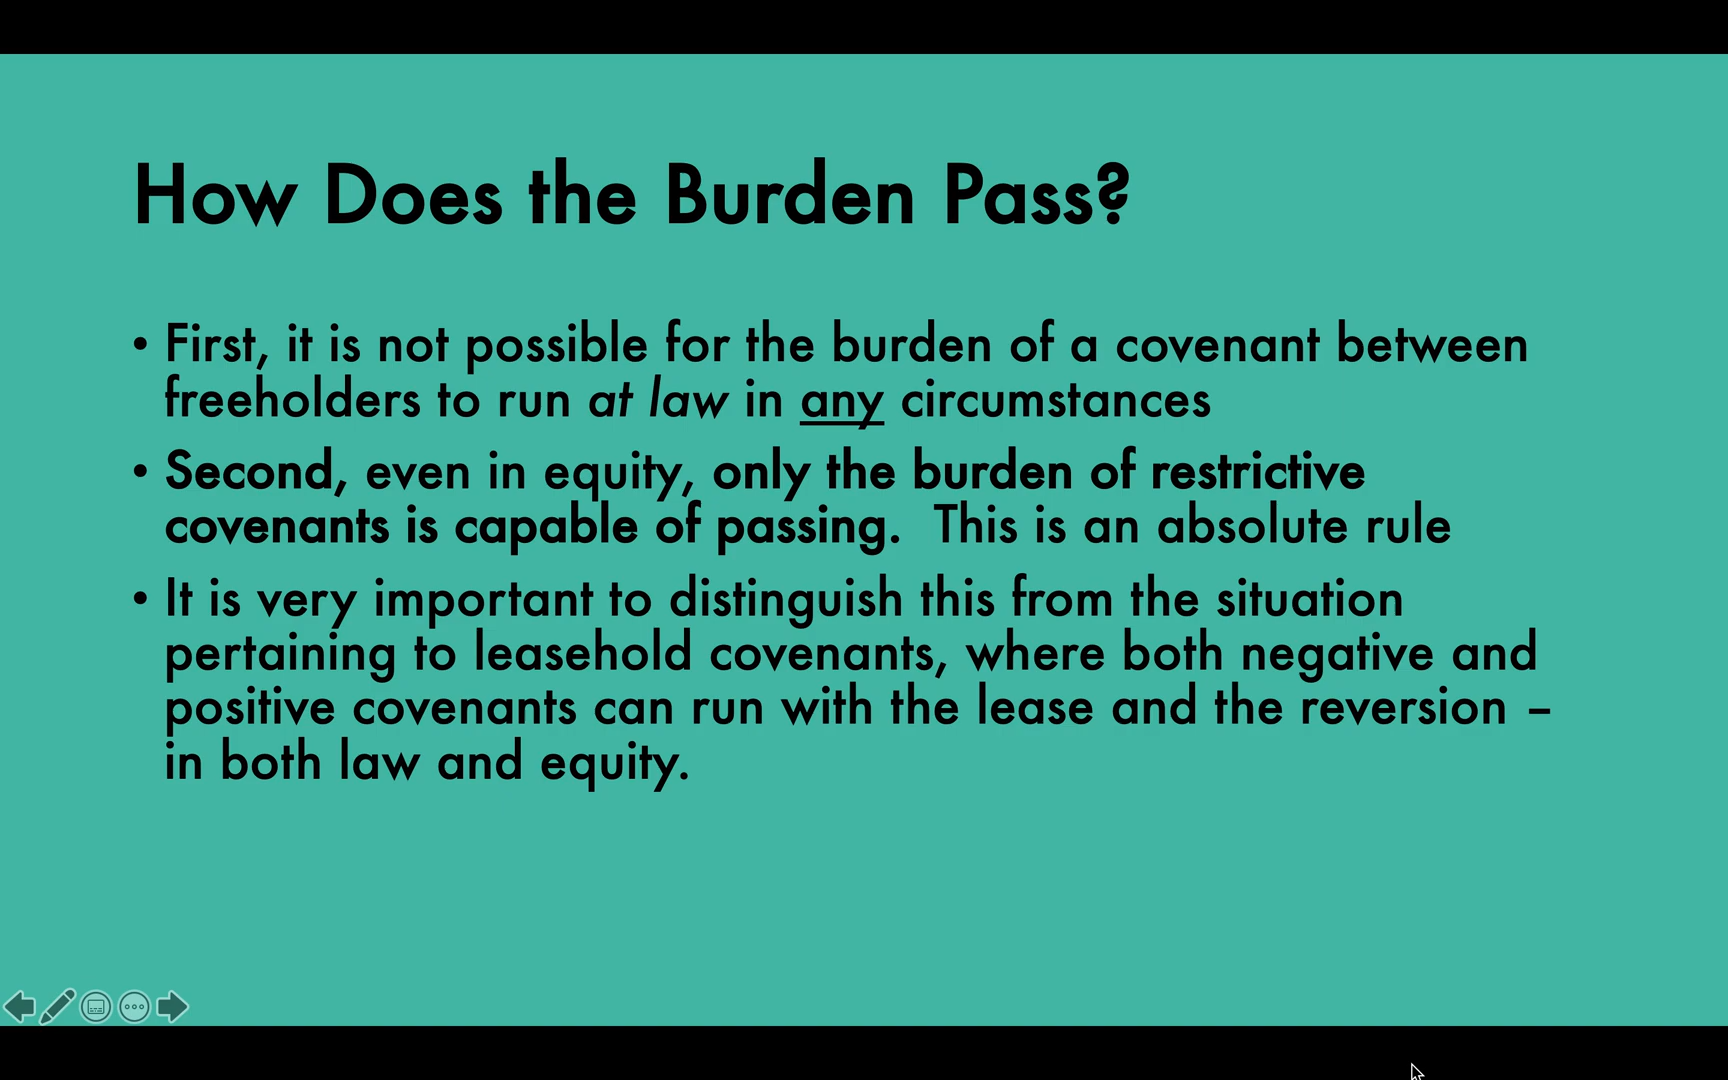 How Does the Burden Pass?
• First, it is not possible for the burden of a covenant between
freeholders to run at law in any circumstances
• Second, even in equity, only the burden of restrictive
covenants is capable of passing.  This is an absolute rule
• It is very important to distinguish this from the situation
pertaining to leasehold covenants, where both negative and
positive covenants can run with the lease and the reversion –
in both law and equity.